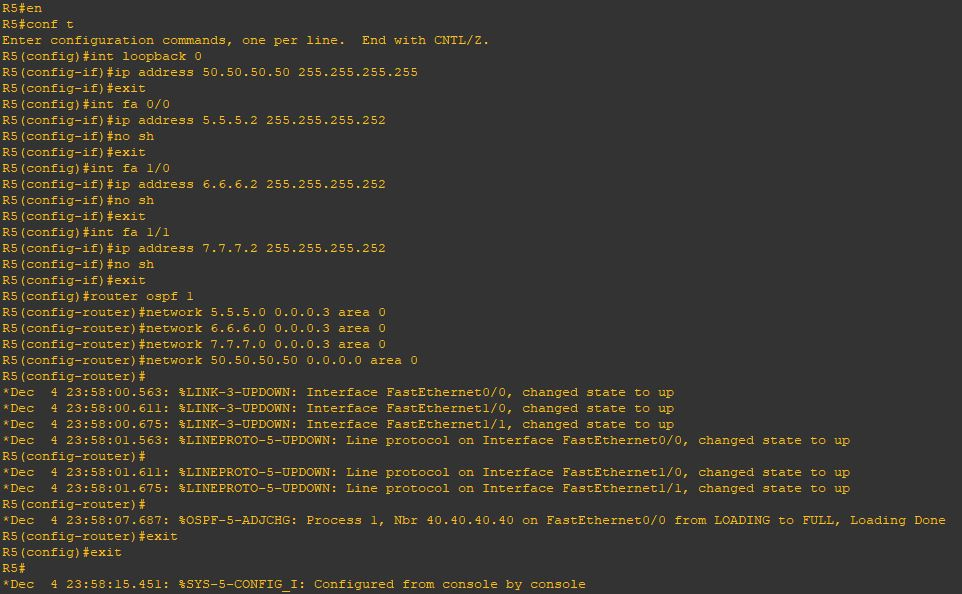 R5#en
R5#conf t
Enter configuration commands, one per line.  End with CNTL/Z.
R5(config)#int loopback 0
R5(config-if)#ip address 50.50.50.50 255.255.255.255
R5(config-if)#exit
R5(config)#int fa 0/0
R5(config-if)#ip address 5.5.5.2 255.255.255.252
R5(config-if)#no sh
R5(config-if)#exit
R5(config)#int fa 1/0
R5(config-if)#ip address 6.6.6.2 255.255.255.252
R5(config-if)#no sh
R5(config-if)#exit
R5(config)#int fa 1/1
R5(config-if)#ip address 7.7.7.2 255.255.255.252
R5(config-if)#no sh
R5(config-if)#exit
R5(config)#router ospf 1
R5(config-router)#network 5.5.5.0 0.0.0.3 area 0
R5(config-router)#network 6.6.6.0 0.0.0.3 area 0
R5(config-router)#network 7.7.7.0 0.0.0.3 area 0
R5(config-router)#network 50.50.50.50 0.0.0.0 area 0
R5(config-router)#
*Dec  4 23:58:00.563: %LINK-3-UPDOWN: Interface FastEthernet0/0, changed state to up
*Dec  4 23:58:00.611: %LINK-3-UPDOWN: Interface FastEthernet1/0, changed state to up
*Dec  4 23:58:00.675: %LINK-3-UPDOWN: Interface FastEthernet1/1, changed state to up
*Dec  4 23:58:01.563: %LINEPROTO-5-UPDOWN: Line protocol on Interface FastEthernet0/0, changed state to up
R5(config-router)#
*Dec  4 23:58:01.611: %LINEPROTO-5-UPDOWN: Line protocol on Interface FastEthernet1/0, changed state to up
*Dec  4 23:58:01.675: %LINEPROTO-5-UPDOWN: Line protocol on Interface FastEthernet1/1, changed state to up
R5(config-router)#
*Dec  4 23:58:07.687: %OSPF-5-ADJCHG: Process 1, Nbr 40.40.40.40 on FastEthernet0/0 from LOADING to FULL, Loading Done
R5(config-router)#exit
R5(config)#exit
R5#
*Dec  4 23:58:15.451: %SYS-5-CONFIG_I: Configured from console by console